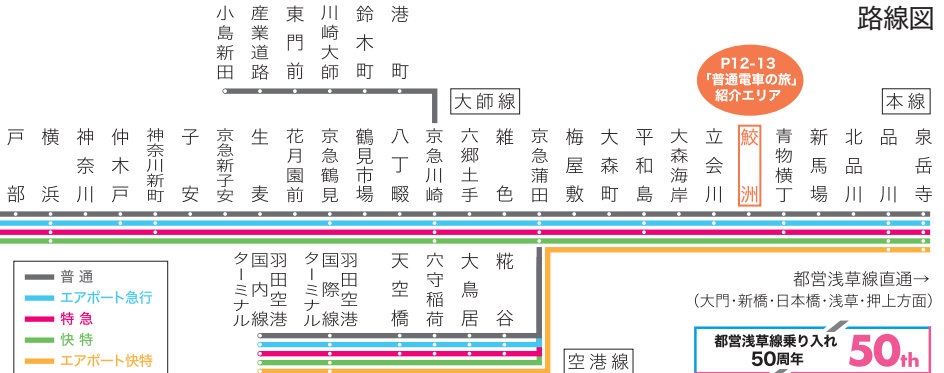 路線図
小島新田
産業道路
東門前
川崎大師
鈴木町
港町
大師線
P12-13
「普通電車の旅」
紹介エリア
本線
戸部
横浜
神奈川
仲木戸
神奈川新町
子安
京急新子安
生麦
花月園前
京急鶴見
鶴見市場
八丁畷
京急川崎
六郷土手
雑色
京急蒲田
梅屋敷
大森町
平和島
大森海岸
立会川
鮫洲
青物横丁
新馬場
北品川
品川
泉岳寺
羽田空港
国内線
ターミナル
羽田空港
国際線
ターミナル
天空橋
穴守稲荷
大鳥居
糀谷
空港線
普通
エアポート急行
特急
快特
エアポート快特
都営浅草線直通→
(大門・新橋・日本橋・浅草・押上方面)
都営浅草線乗り入れ
50周年
50th